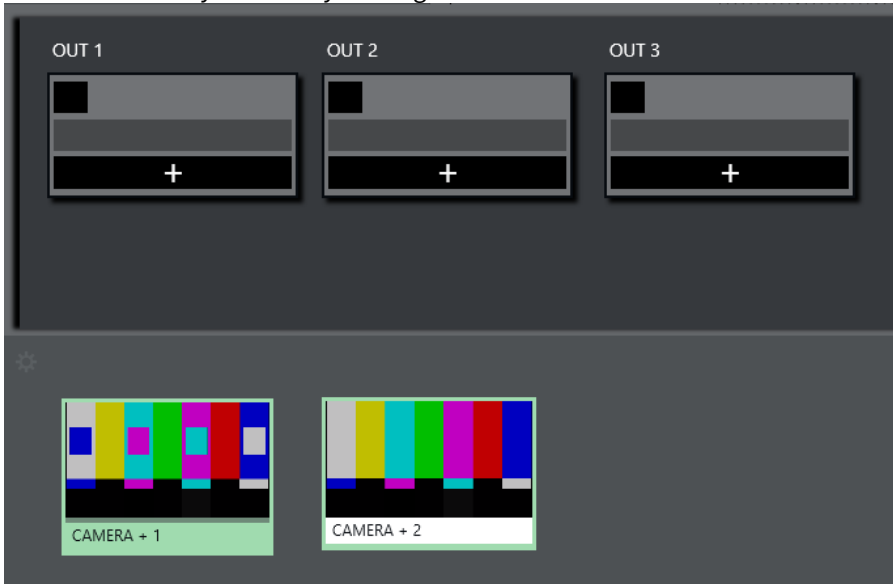 OUT 1
OUT 2
OUT 3
+
+
+
CAMERA + 1
CAMERA + 2